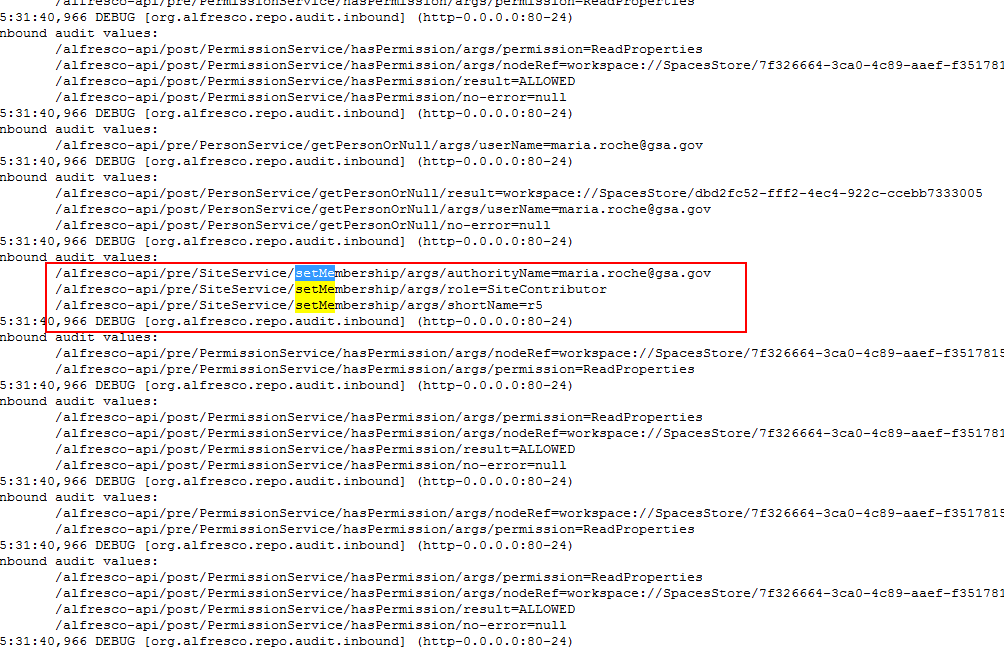 /alfresco-api/pre/PermissionService/hasPermission/args/permission=ReadProperties
5:31:40,966 DEBUG [org.alfresco.repo.audit.inbound] (http-0.0.0.0:80-24)
nbound audit values:
/alfresco-api/post/PermissionService/hasPermission/args/permission=ReadProperties
/alfresco-api/post/PermissionService/hasPermission/args/nodeRef=workspace://SpacesStore/7f326664-3ca0-4c89-aaef-f351781
/alfresco-api/post/PermissionService/hasPermission/result=ALLOWED
/alfresco-api/post/PermissionService/hasPermission/no-error=null
5:31:40,966 DEBUG [org.alfresco.repo.audit.inbound] (http-0.0.0.0:80-24)
nbound audit values:
/alfresco-api/pre/PersonService/getPersonOrNull/args/userName=maria.roche@gsa.gov
5:31:40,966 DEBUG [org.alfresco.repo.audit.inbound] (http-0.0.0.0:80-24)
nbound audit values:
/alfresco-api/post/PersonService/getPersonOrNull/result=workspace://SpacesStore/dbd2fc52-fff2-4ec4-922c-ccebb7333005
/alfresco-api/post/PersonService/getPersonOrNull/args/userName=maria.roche@gsa.gov
/alfresco-api/post/PersonService/getPersonOrNull/no-error=null
5:31:40,966 DEBUG [org.alfresco.repo.audit.inbound] (http-0.0.0.0:80-24)
nbound audit values:
/alfresco-api/pre/SiteService/setMembership/args/authorityName=maria.roche@gsa.gov
/alfresco-api/pre/SiteService/setMembership/args/role=SiteContributor
/alfresco-api/pre/SiteService/setMembership/args/shortName=r5
5:31:40,966 DEBUG [org.alfresco.repo.audit.inbound] (http-0.0.0.0:80-24)
nbound audit values:
/alfresco-api/pre/PermissionService/hasPermission/args/nodeRef=workspace://SpacesStore/7f326664-3ca0-4c89-aaef-f3517815
/alfresco-api/pre/PermissionService/hasPermission/args/permission=ReadProperties
5:31:40,966 DEBUG [org.alfresco.repo.audit.inbound] (http-0.0.0.0:80-24)
nbound audit values:
/alfresco-api/post/PermissionService/hasPermission/args/permission=ReadProperties
/alfresco-api/post/PermissionService/hasPermission/args/nodeRef=workspace://SpacesStore/7f326664-3ca0-4c89-aaef-f351781
/alfresco-api/post/PermissionService/hasPermission/result=ALLOWED
/alfresco-api/post/PermissionService/hasPermission/no-error=null
5:31:40,966 DEBUG [org.alfresco.repo.audit.inbound] (http-0.0.0.0:80-24)
nbound audit values:
/alfresco-api/pre/PermissionService/hasPermission/args/nodeRef=workspace://SpacesStore/7f326664-3ca0-4c89-aaef-f3517815
/alfresco-api/pre/PermissionService/hasPermission/args/permission=ReadProperties
5:31:40,966 DEBUG [org.alfresco.repo.audit.inbound] (http-0.0.0.0:80-24)
nbound audit values:
/alfresco-api/post/PermissionService/hasPermission/args/permission=ReadProperties
/alfresco-api/post/PermissionService/hasPermission/args/nodeRef=workspace://SpacesStore/7f326664-3ca0-4c89-aaef-f351781
/alfresco-api/post/PermissionService/hasPermission/result=ALLOWED
/alfresco-api/post/PermissionService/hasPermission/no-error=null
5:31:40,966 DEBUG [org.alfresco.repo.audit.inbound] (http-0.0.0.0:80-24)